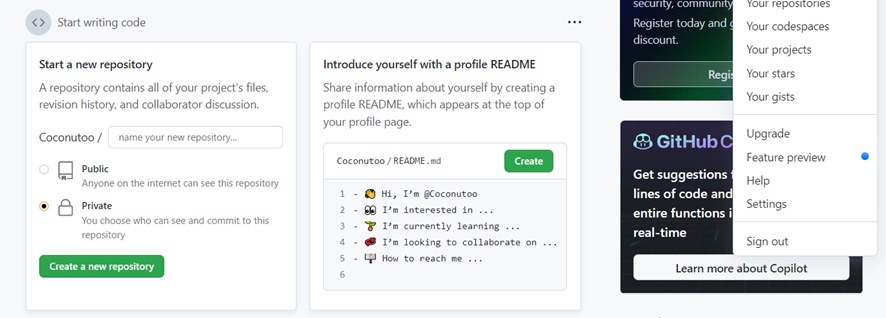 Start writing code
Start a new repository
A repository contains all of your project's files,
revision history, and collaborator discussion.
Coconutoo / name your new repository...
Public
Anyone on the internet can see this repository
Private
You choose who can see and commit to this
repository
Create a new repository
Introduce yourself with a profile README
Share information about yourself by creating a
profile README, which appears at the top of
your profile page.
Coconutoo / README.md Create
1 - 👋 Hi, I’m @Coconutoo
2 - 👀 I’m interested in ...
3 - 🌱 I’m currently learning ...
4 - 💞️ I’m looking to collaborate on ...
5 - 📫 How to reach me ...
6
security, community
Register today and g
discount.
Regis
GitHub C
Get suggestions f
lines of code and
entire functions i
real-time
Learn more about Copilot
Your repositories
Your codespaces
Your projects
Your stars
Your gists
Upgrade
Feature preview
Help
Settings
Sign out